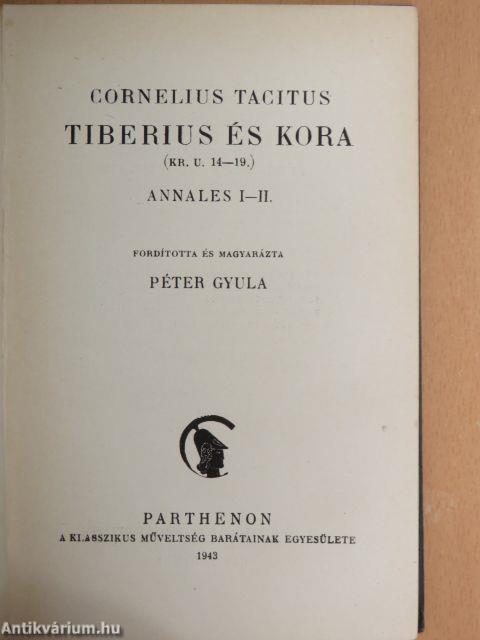 CORNELIUS TACITUS
TIBERIUS ÉS KORA
(KR. U. 14—19.)
ANNALES I—II.
FORDÍTOTTA ÉS MAGYARÁZTA
PÉTER GYULA
PARTHENON
A KLASSZIKUS MŰVELTSÉG BARÁTAINAK EGYESÜLETE
1943
Antikvárium.hu